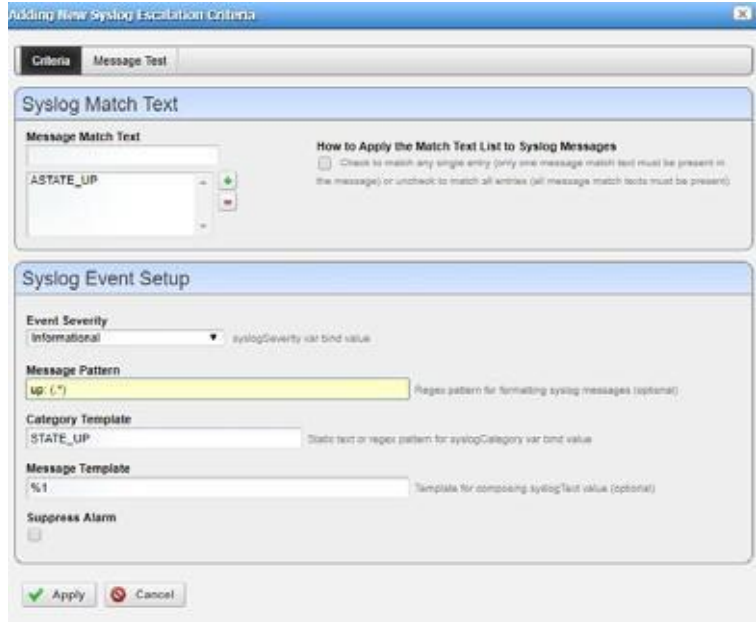 Adding New Syslog Escalation Criteria
Criteria
Message Test
Syslog Match Text
Message Match Text
ASTATE_UP
How to Apply the Match Text List to Syslog Messages
Check to match any single entry (only one message match text must be present in
the message) or uncheck to match all entries (all message match texts must be present)
Syslog Event Setup
Event Severity
Informational
syslogSeverity var bind value
Message Pattern
up: (.*)
Regex pattern for formatting syslog messages (optional)
Category Template
STATE_UP
Static text or regex pattern for syslogCategory var bind value
Message Template
%1
Template for composing syslogText value (optional)
Suppress Alarm
Apply
Cancel